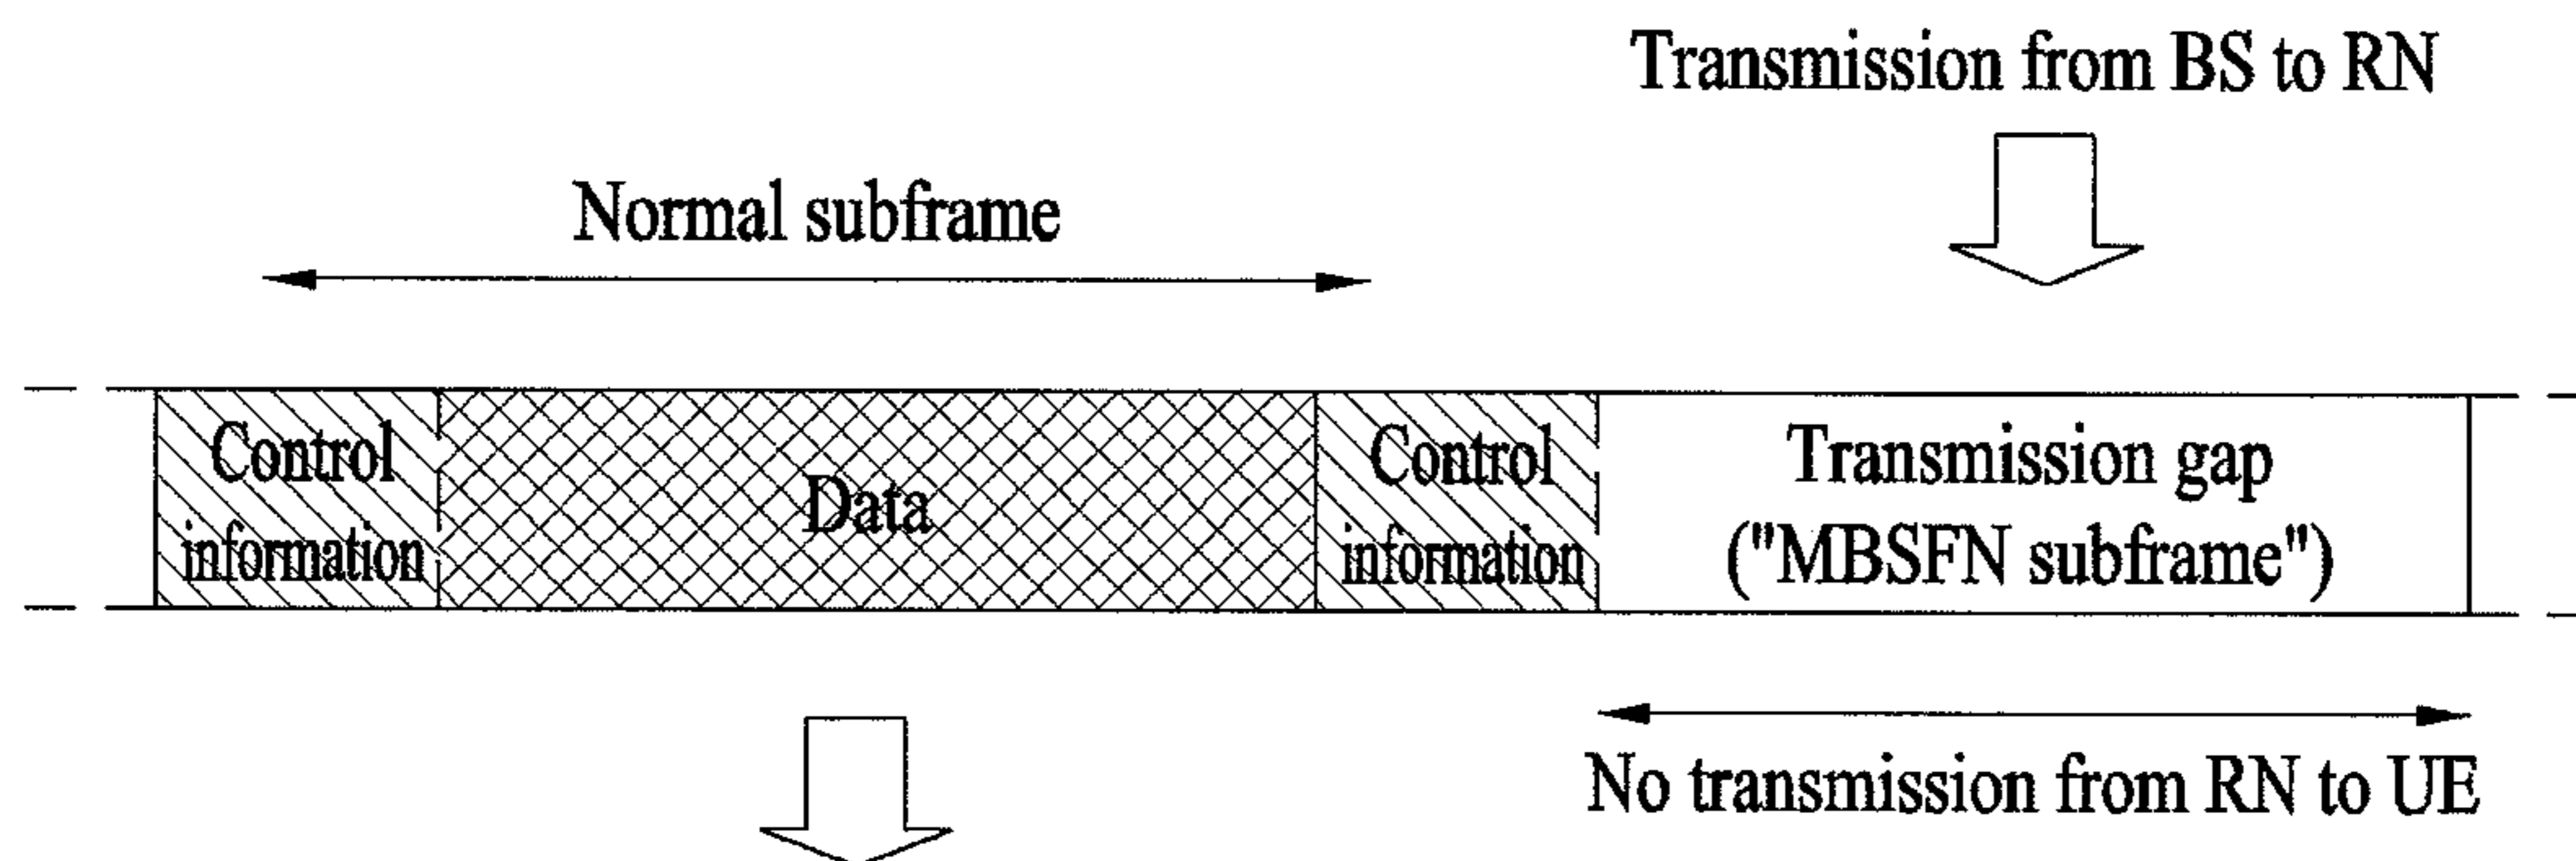 Transmission from BS to RN
Normal subframe
Control
information
Data
Control
information
Transmission gap
("MBSFN subframe")
No transmission from RN to UE